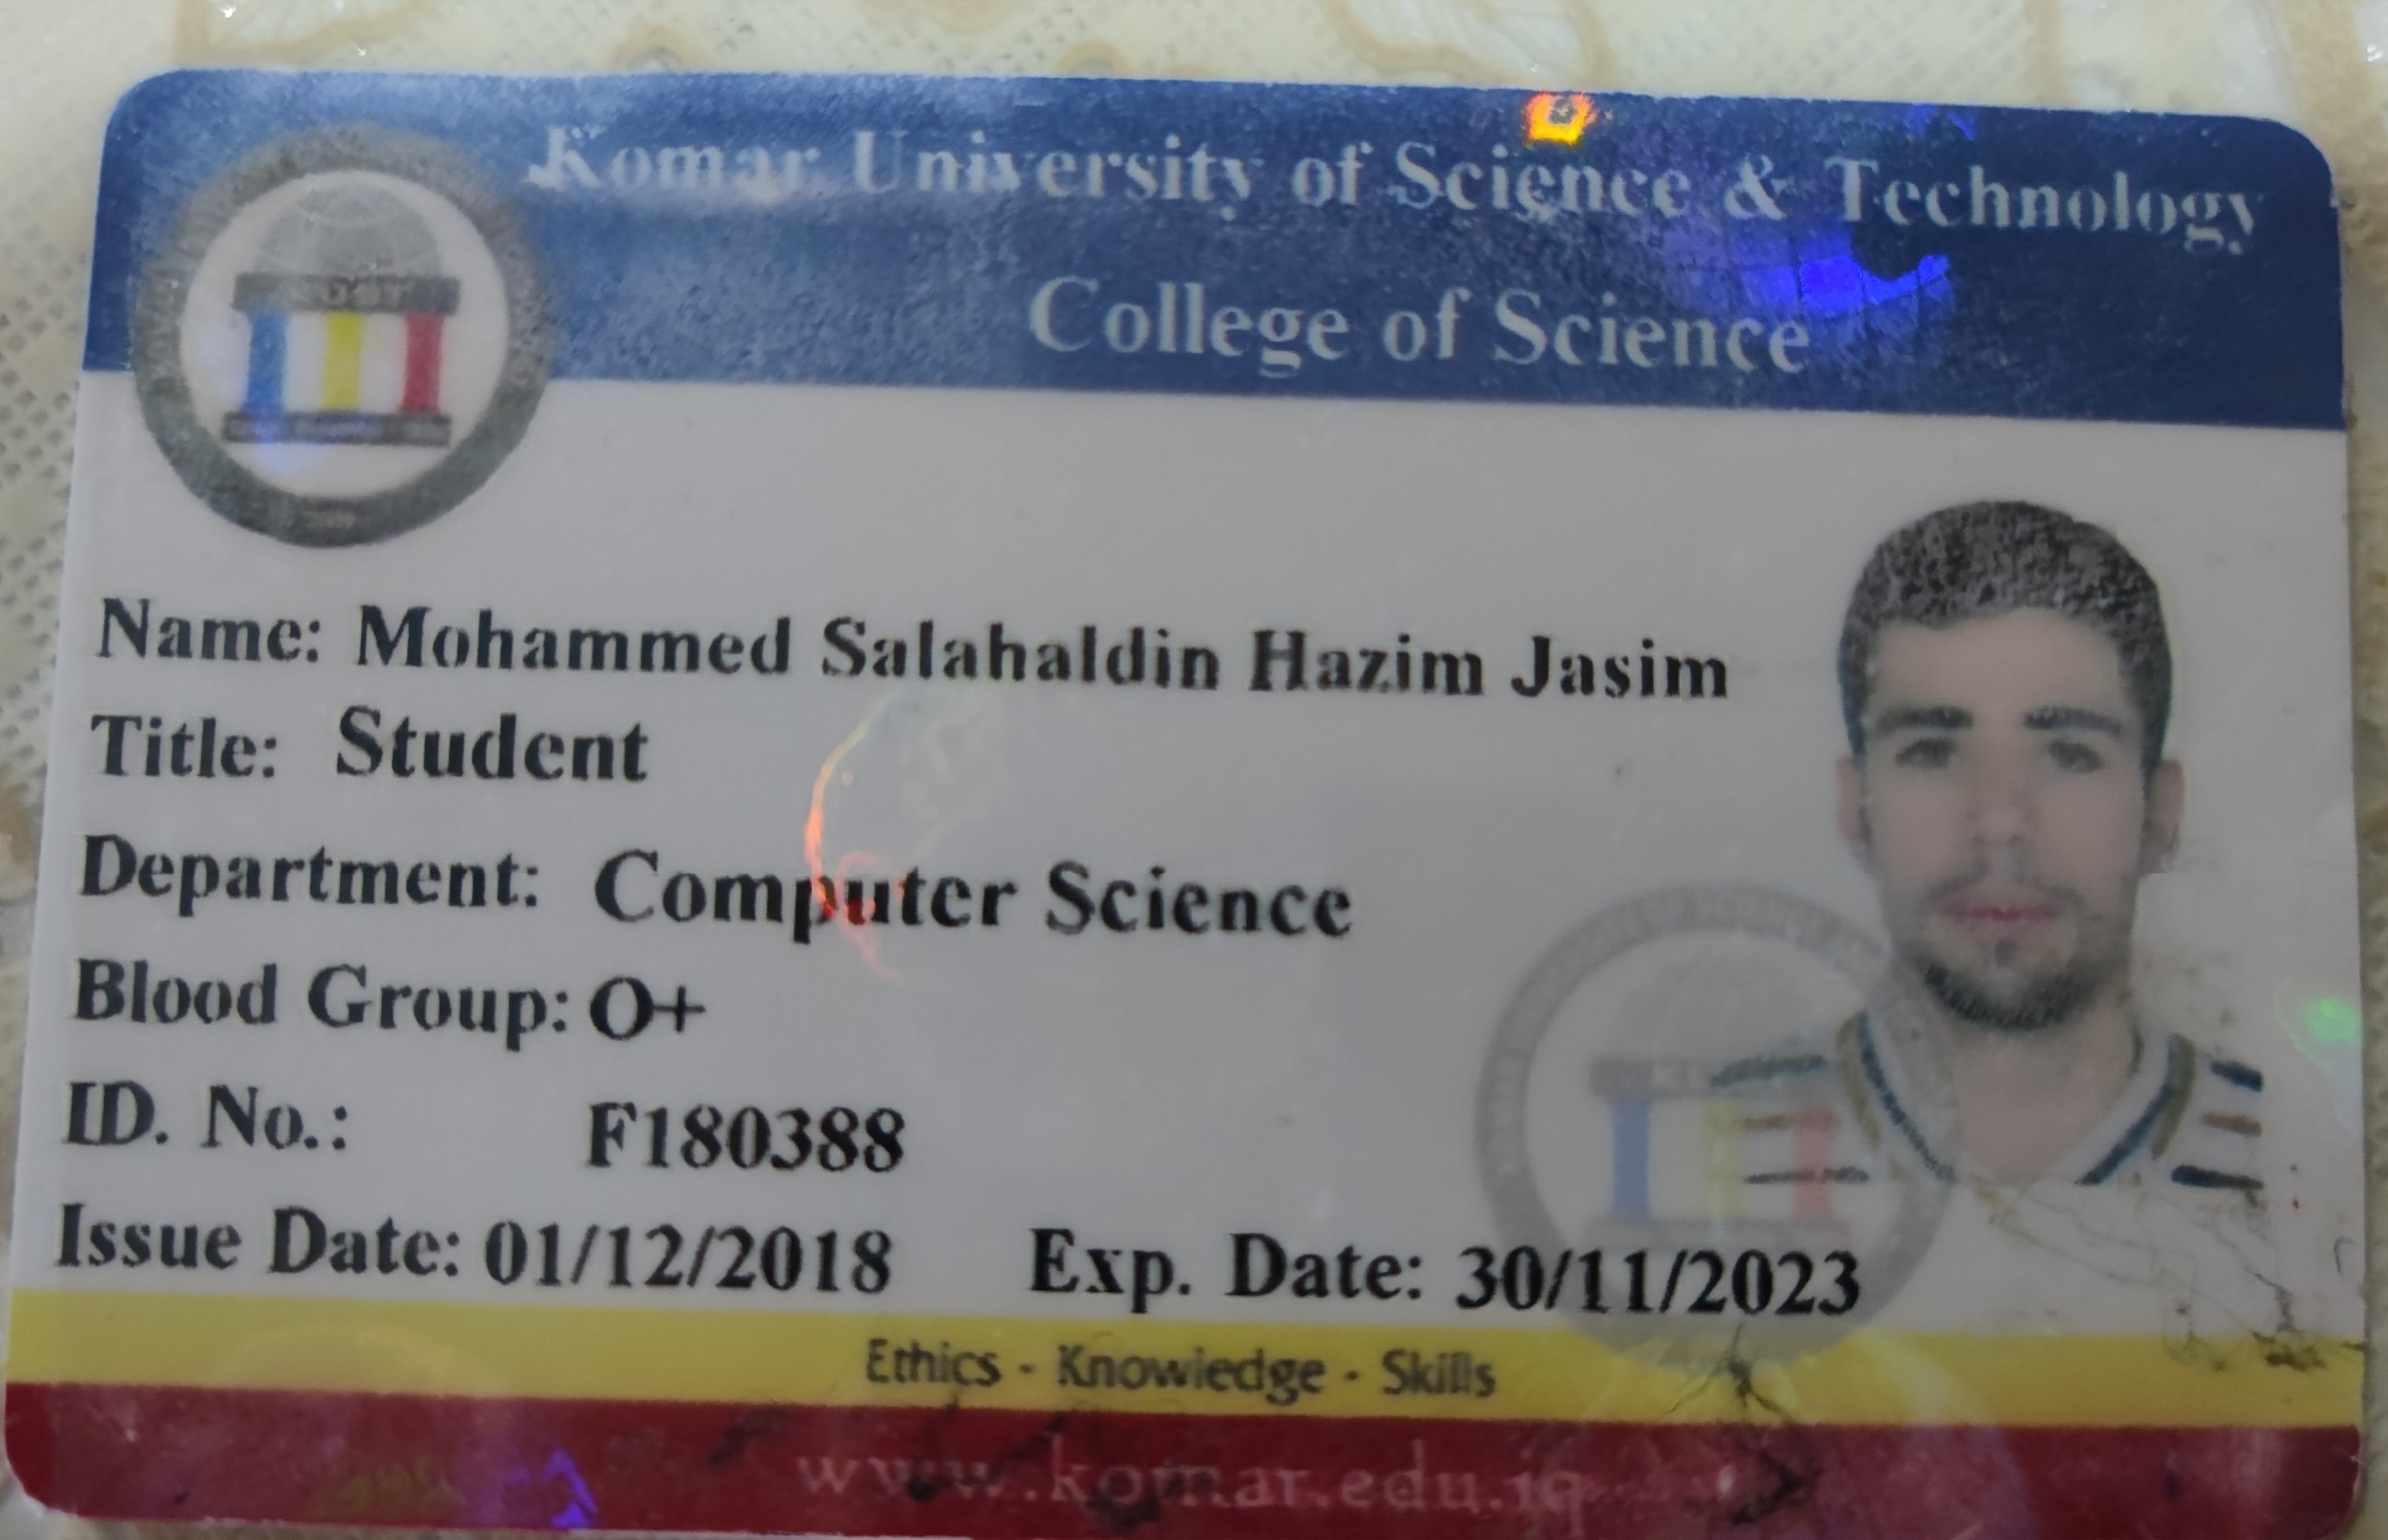 Komar University of Science & Technology
College of Science
Name: Mohammed Salahaldin Hazim Jasim
Title: Student
Department: Computer Science
Blood Group: O+
ID. No.: F180388
Issue Date: 01/12/2018 Exp. Date: 30/11/2023
Ethics - Knowledge - Skills
www.komar.edu.iq